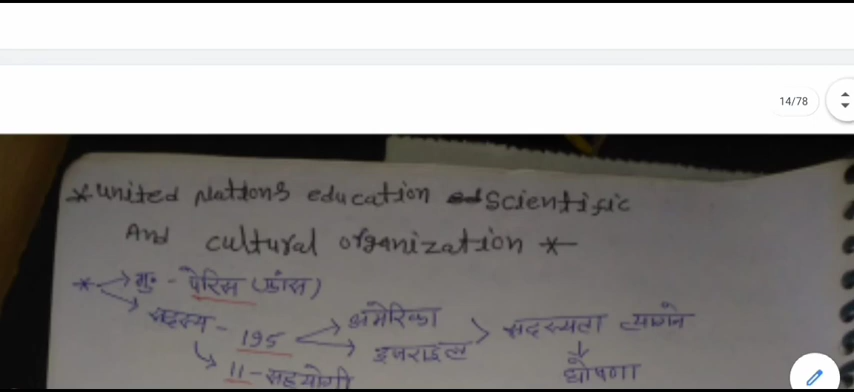 14/78
*United Nations education Scientific
And cultural organization *
* → मु॰ - पेरिस (फ्रांस)
→ सदस्य - 195 → अमेरिका
→ इजराइल > सदस्यता त्यागने
↓
घोषणा
↳ 11 - सहयोगी